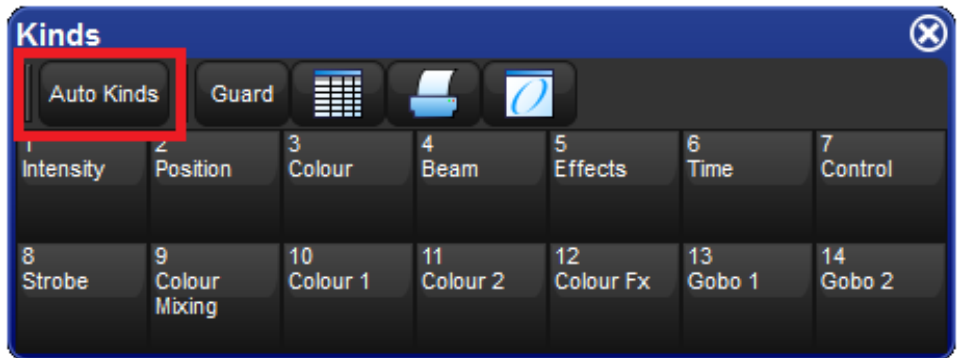 Kinds
Auto Kinds Guard
1 2 3 4 5 6 7
Intensity Position Colour Beam Effects Time Control
8 9 10 11 12 13 14
Strobe Colour Colour 1 Colour 2 Colour Fx Gobo 1 Gobo 2
Mixing